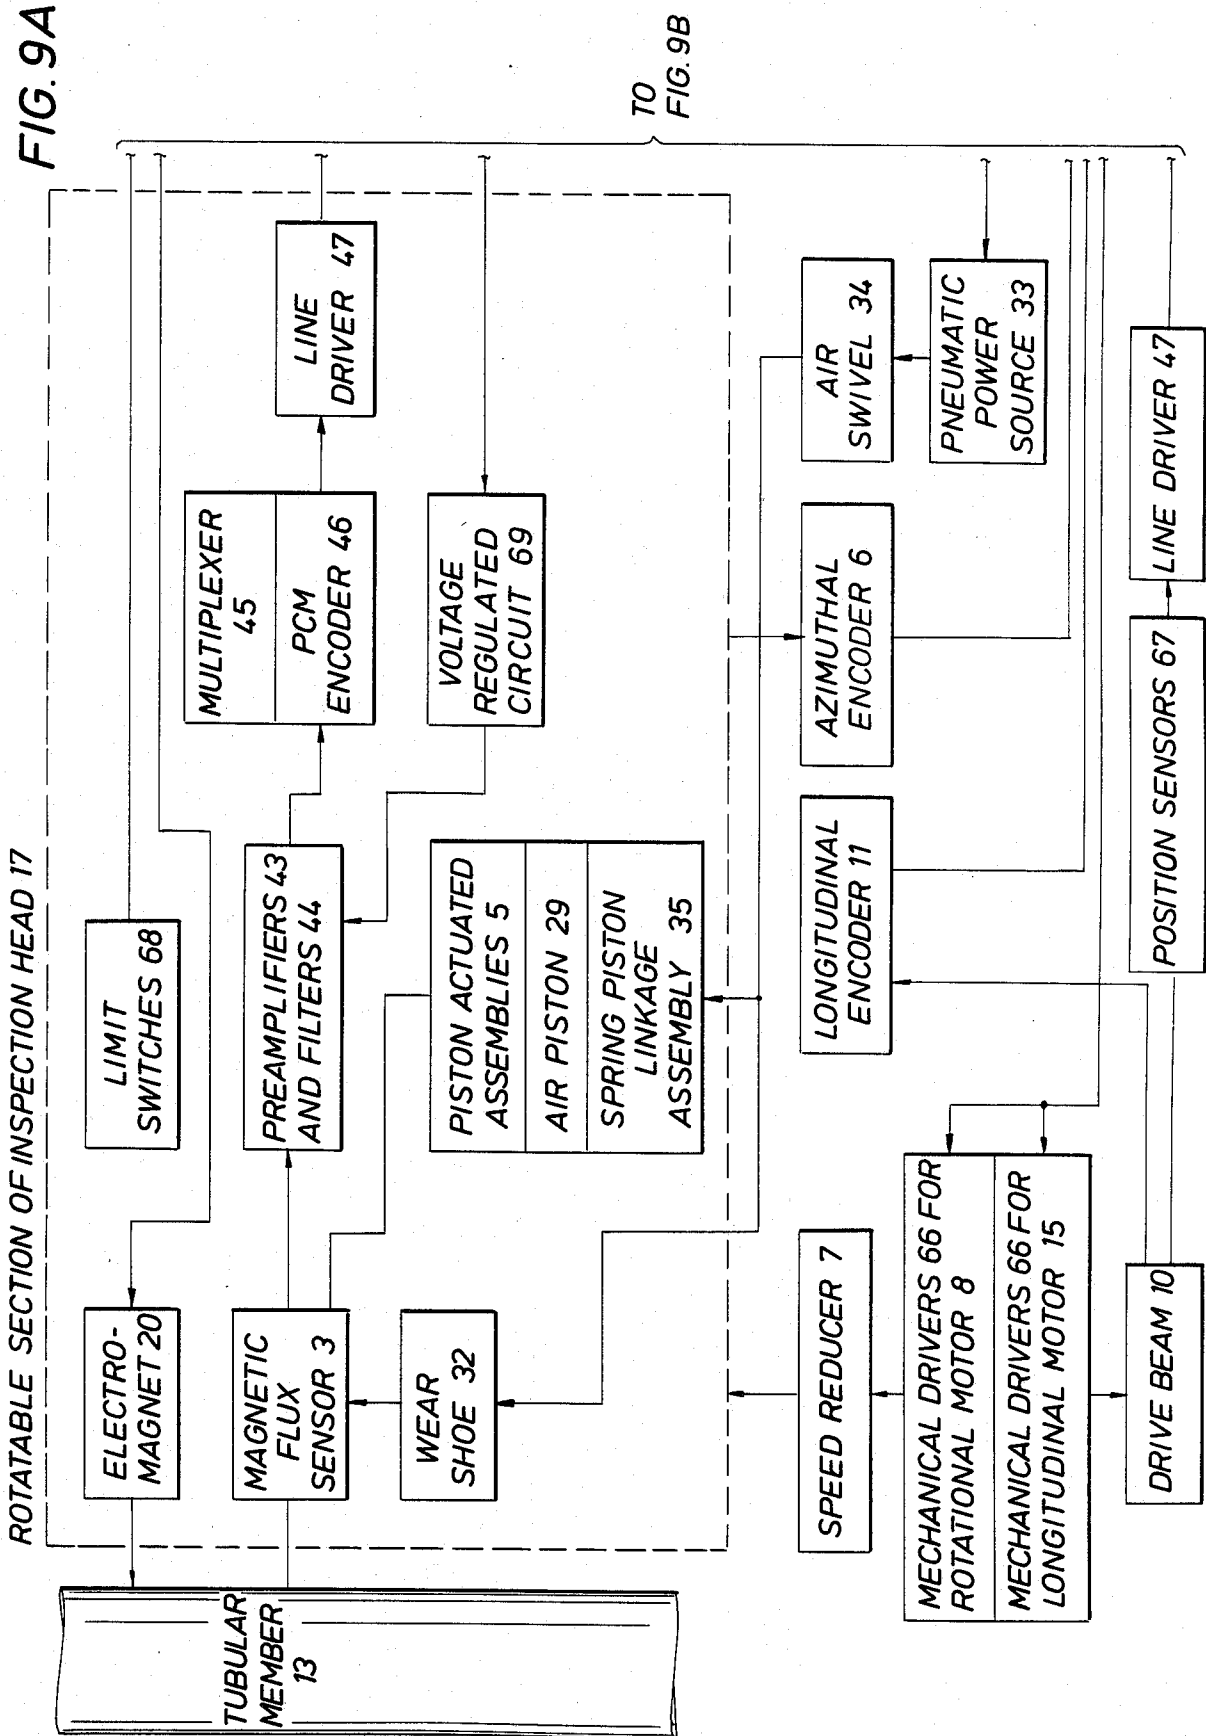 FIG. 9A
ROTATABLE SECTION OF INSPECTION HEAD 17
TUBULAR
MEMBER
13
ELECTRO-
MAGNET 20
LIMIT
SWITCHES 68
MAGNETIC
FLUX
SENSOR 3
PREAMPLIFIERS 43
AND FILTERS 44
MULTIPLEXER
45
PCM
ENCODER 46
LINE
DRIVER 47
WEAR
SHOE 32
PISTON ACTUATED
ASSEMBLIES 5
AIR PISTON 29
SPRING PISTON
LINKAGE
ASSEMBLY 35
VOLTAGE
REGULATED
CIRCUIT 69
TO
FIG. 9B
SPEED REDUCER 7
LONGITUDINAL
ENCODER 11
AZIMUTHAL
ENCODER 6
AIR
SWIVEL 34
MECHANICAL DRIVERS 66 FOR
ROTATIONAL MOTOR 8
MECHANICAL DRIVERS 66 FOR
LONGITUDINAL MOTOR 15
PNEUMATIC
POWER
SOURCE 33
DRIVE BEAM 10
POSITION SENSORS 67
LINE DRIVER 47